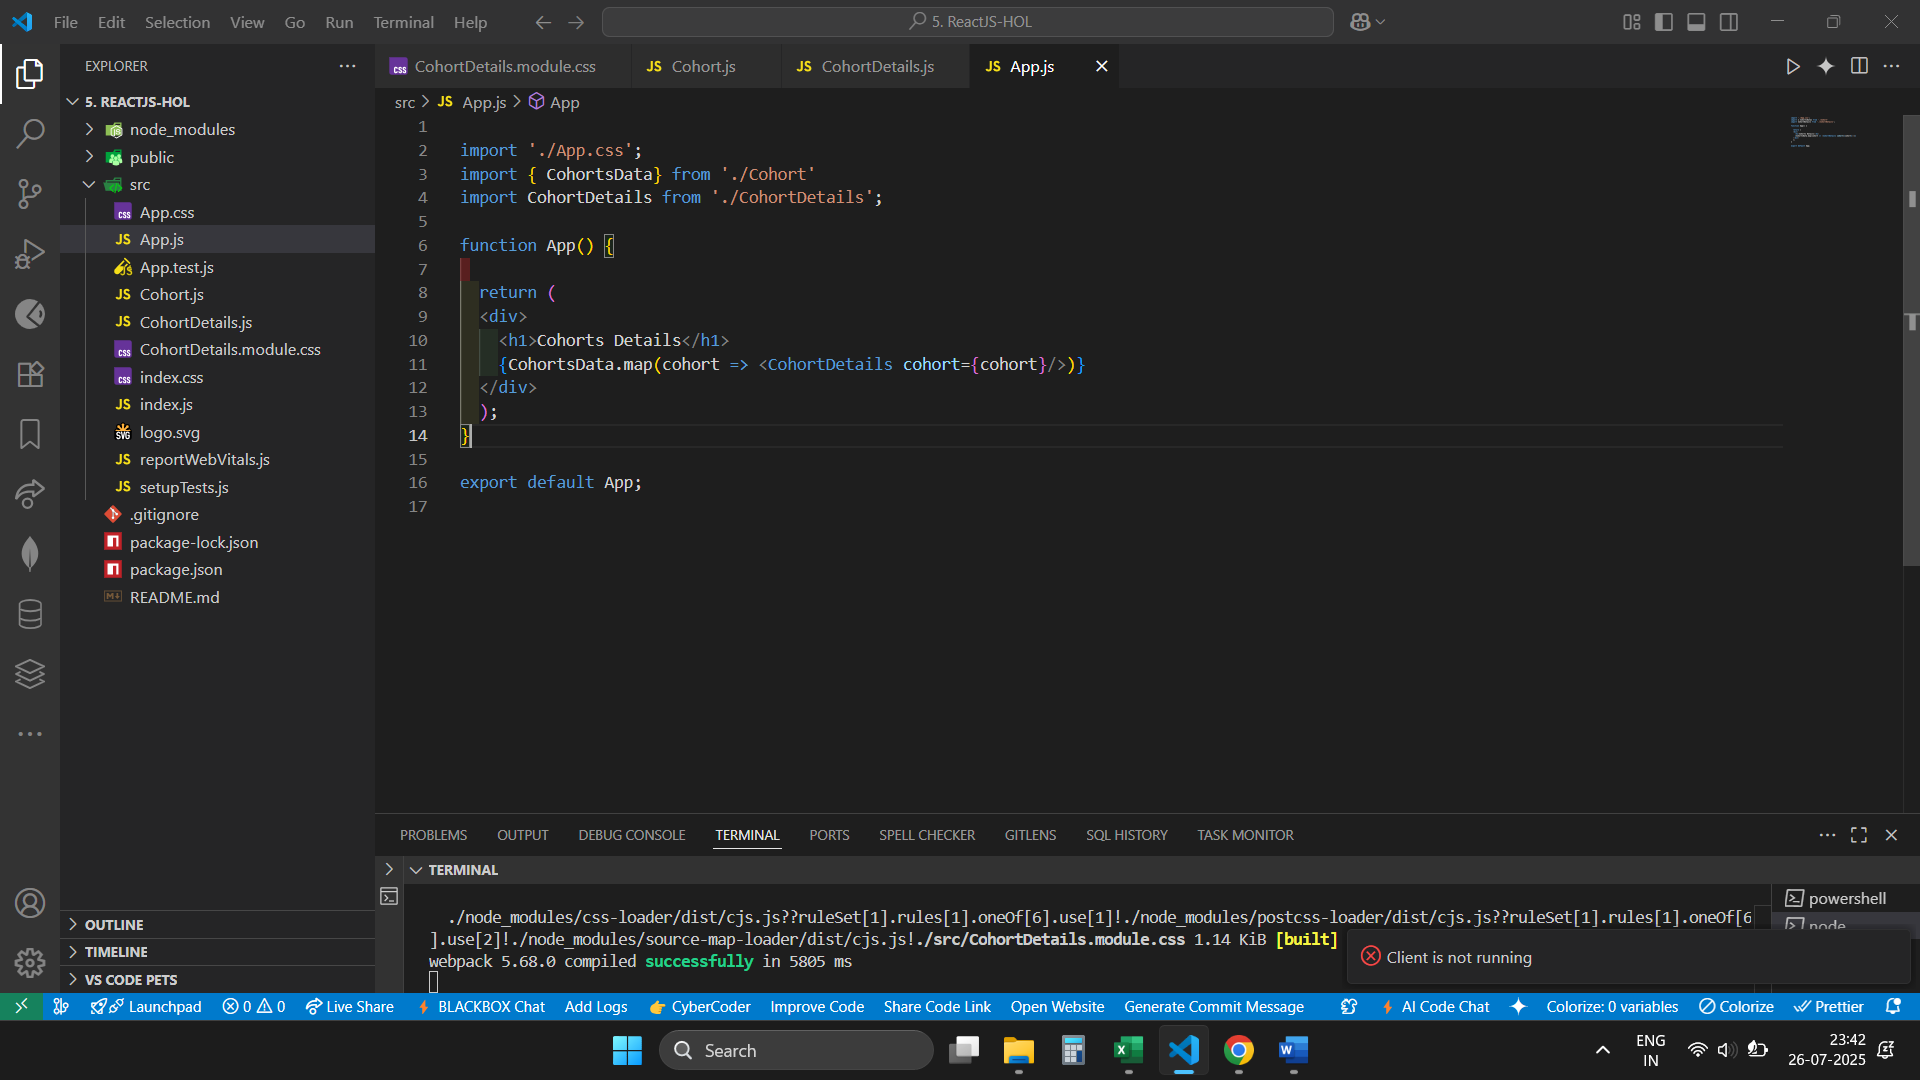 File Edit Selection View Go Run Terminal Help
5. ReactJS-HOL
EXPLORER
5. REACTJS-HOL
node_modules
public
src
App.css
App.js
App.test.js
Cohort.js
CohortDetails.js
CohortDetails.module.css
index.css
index.js
logo.svg
reportWebVitals.js
setupTests.js
.gitignore
package-lock.json
package.json
README.md
OUTLINE
TIMELINE
VS CODE PETS
CohortDetails.module.css Cohort.js CohortDetails.js App.js
src > App.js > App
1
2 import './App.css';
3 import { CohortsData} from './Cohort'
4 import CohortDetails from './CohortDetails';
5
6 function App() {
7
8 return (
9 <div>
10 <h1>Cohorts Details</h1>
11 {CohortsData.map(cohort => <CohortDetails cohort={cohort}/>)}
12 </div>
13 );
14 }
15
16 export default App;
17
PROBLEMS OUTPUT DEBUG CONSOLE TERMINAL PORTS SPELL CHECKER GITLENS SQL HISTORY TASK MONITOR
TERMINAL
./node_modules/css-loader/dist/cjs.js??ruleSet[1].rules[1].oneOf[6].use[1]!./node_modules/postcss-loader/dist/cjs.js??ruleSet[1].rules[1].oneOf[6
].use[2]!./node_modules/source-map-loader/dist/cjs.js!./src/CohortDetails.module.css 1.14 KiB [built]
webpack 5.68.0 compiled successfully in 5805 ms
powershell
node
Client is not running
Launchpad 0 0 Live Share BLACKBOX Chat Add Logs CyberCoder Improve Code Share Code Link Open Website Generate Commit Message AI Code Chat Colorize: 0 variables Colorize Prettier
Search
ENG
IN
23:42
26-07-2025